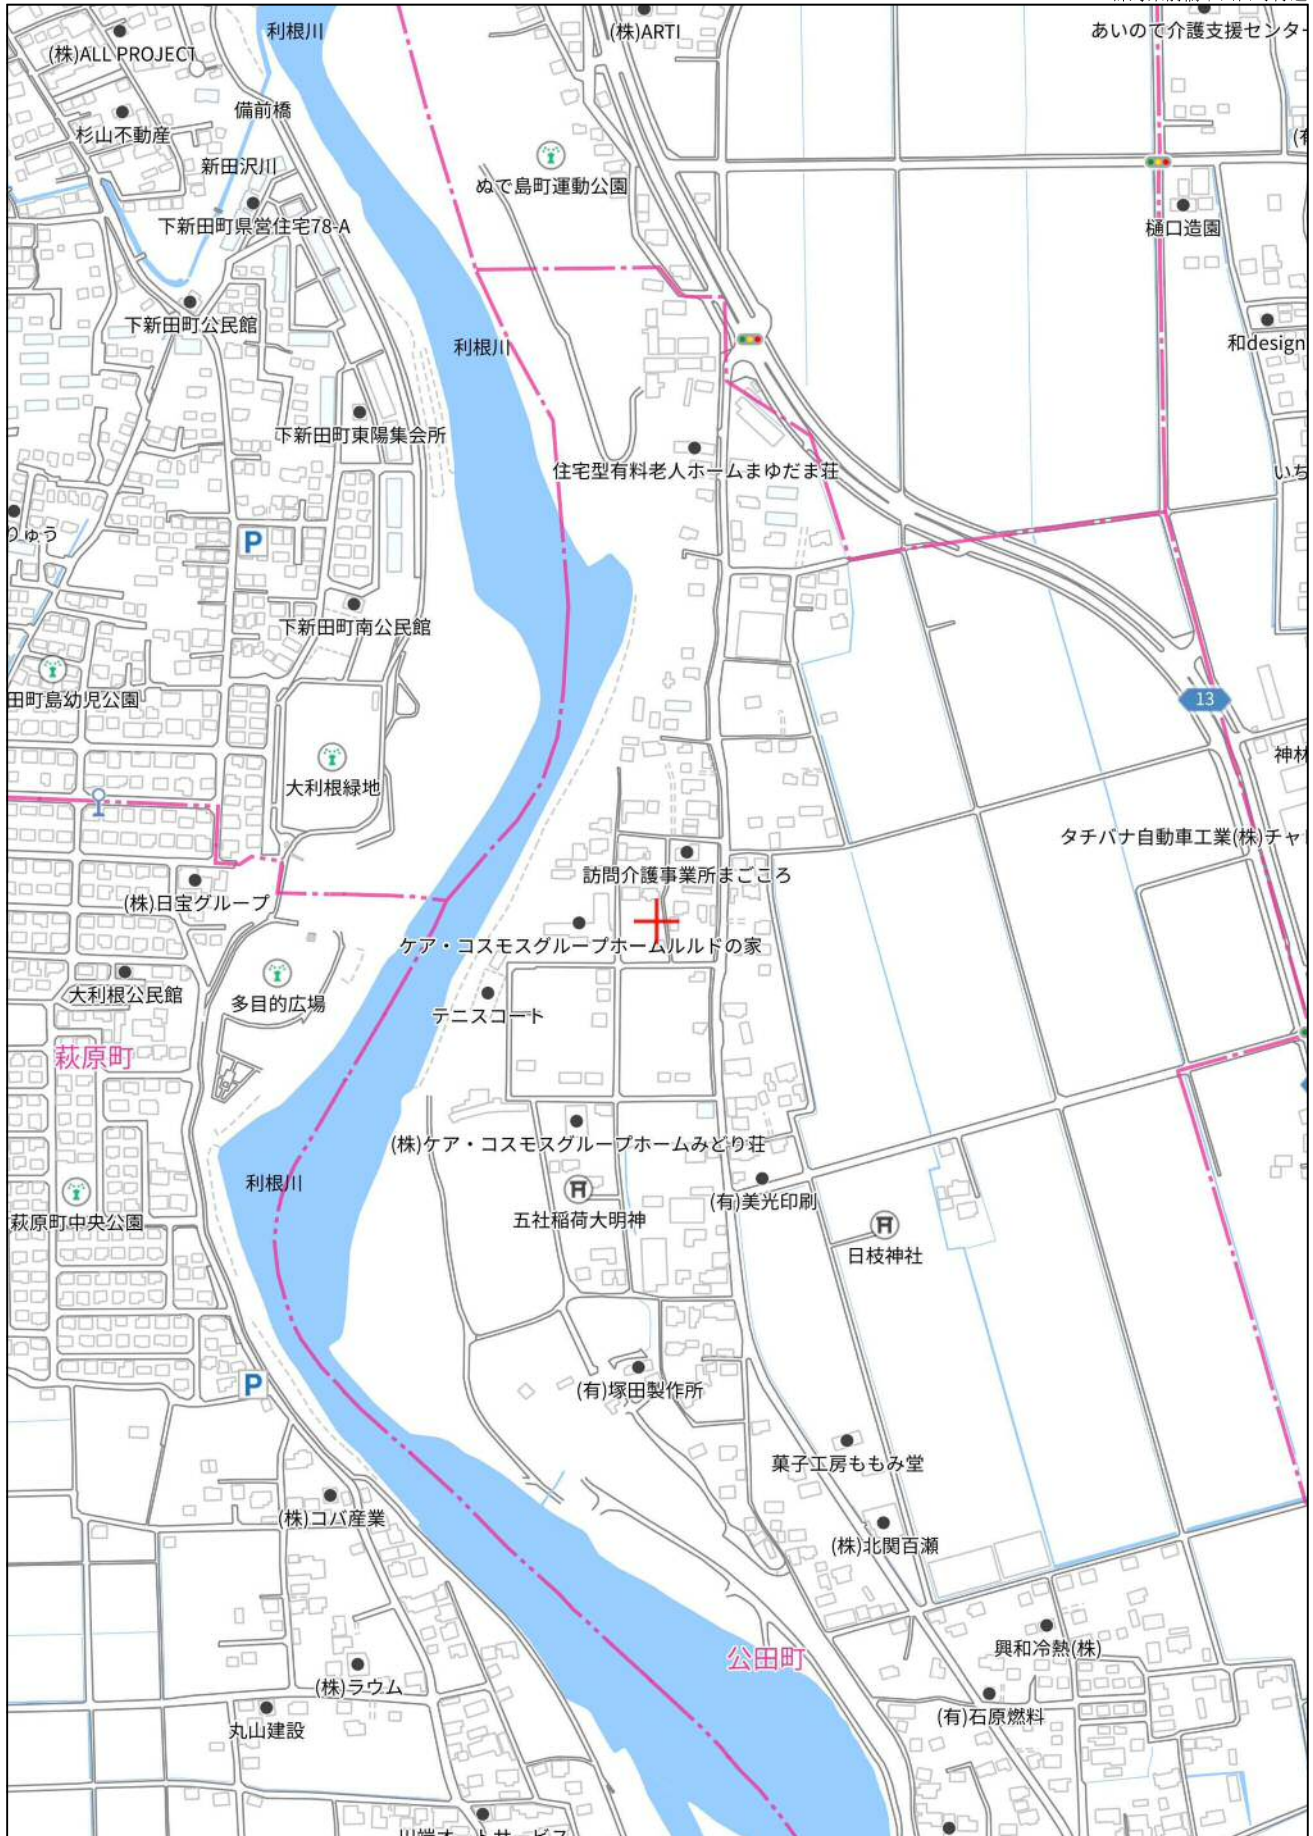 利根川
(株)ARTI
あいのて介護支援センター
(株)ALL PROJECT
備前橋
杉山不動産
新田沢川
ぬで島町運動公園
下新田町県営住宅78-A
樋口造園
下新田町公民館
利根川
和design
下新田町東陽集会所
住宅型有料老人ホームまゆだま荘
いち
りゅう
P
下新田町南公民館
田町島幼児公園
13
神林
大利根緑地
タチバナ自動車工業(株)チャ
訪問介護事業所まごころ
(株)日宝グループ
ケア・コスモスグループホームルルドの家
大利根公民館
多目的広場
テニスコート
萩原町
(株)ケア・コスモスグループホームみどり荘
利根川
(有)美光印刷
萩原町中央公園
五社稲荷大明神
日枝神社
P
(有)塚田製作所
菓子工房ももみ堂
(株)コバ産業
(株)北関百瀬
興和冷熱(株)
公田町
(株)ラウム
(有)石原燃料
丸山建設